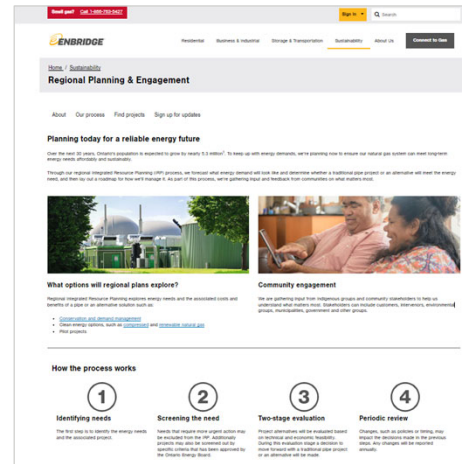 Smell gas? Call 1-866-763-5427
Sign in
Search
ENBRIDGE
Residential Business & Industrial Storage & Transportation Sustainability About Us Connect to Gas
Home / Sustainability
Regional Planning & Engagement
About Our process Find projects Sign up for updates
Planning today for a reliable energy future
Over the next 30 years, Ontario's population is expected to grow by nearly 5.3 million¹. To keep up with energy demands, we're planning now to ensure our natural gas system can meet long-term
energy needs affordably and sustainably.
Through our regional Integrated Resource Planning (IRP) process, we forecast what energy demand will look like and determine whether a traditional pipe project or an alternative will meet the energy
need, and then lay out a roadmap for how we'll manage it. As part of this process, we're gathering input and feedback from communities on what matters most.
What options will regional plans explore?
Regional Integrated Resource Planning explores energy needs and the associated costs and
benefits of a pipe or an alternative solution such as:
• Conservation and demand management
• Clean energy options, such as compressed and renewable natural gas
• Pilot projects
Community engagement
We are gathering input from Indigenous groups and community stakeholders to help us
understand what matters most. Stakeholders can include customers, intervenors, environmental
groups, municipalities, government and other groups.
How the process works
1
Identifying needs
The first step is to identify the energy needs
and the associated project.
2
Screening the need
Needs that require more urgent action may
be excluded from the IRP. Additionally
projects may also be screened out by
specific criteria that has been approved by
the Ontario Energy Board.
3
Two-stage evaluation
Project alternatives will be evaluated based
on technical and economic feasibility.
During this evaluation stage a decision to
move forward with a traditional pipe project
or an alternative will be made.
4
Periodic review
Changes, such as policies or timing, may
impact the decisions made in the previous
steps. Any changes will be reported
annually.